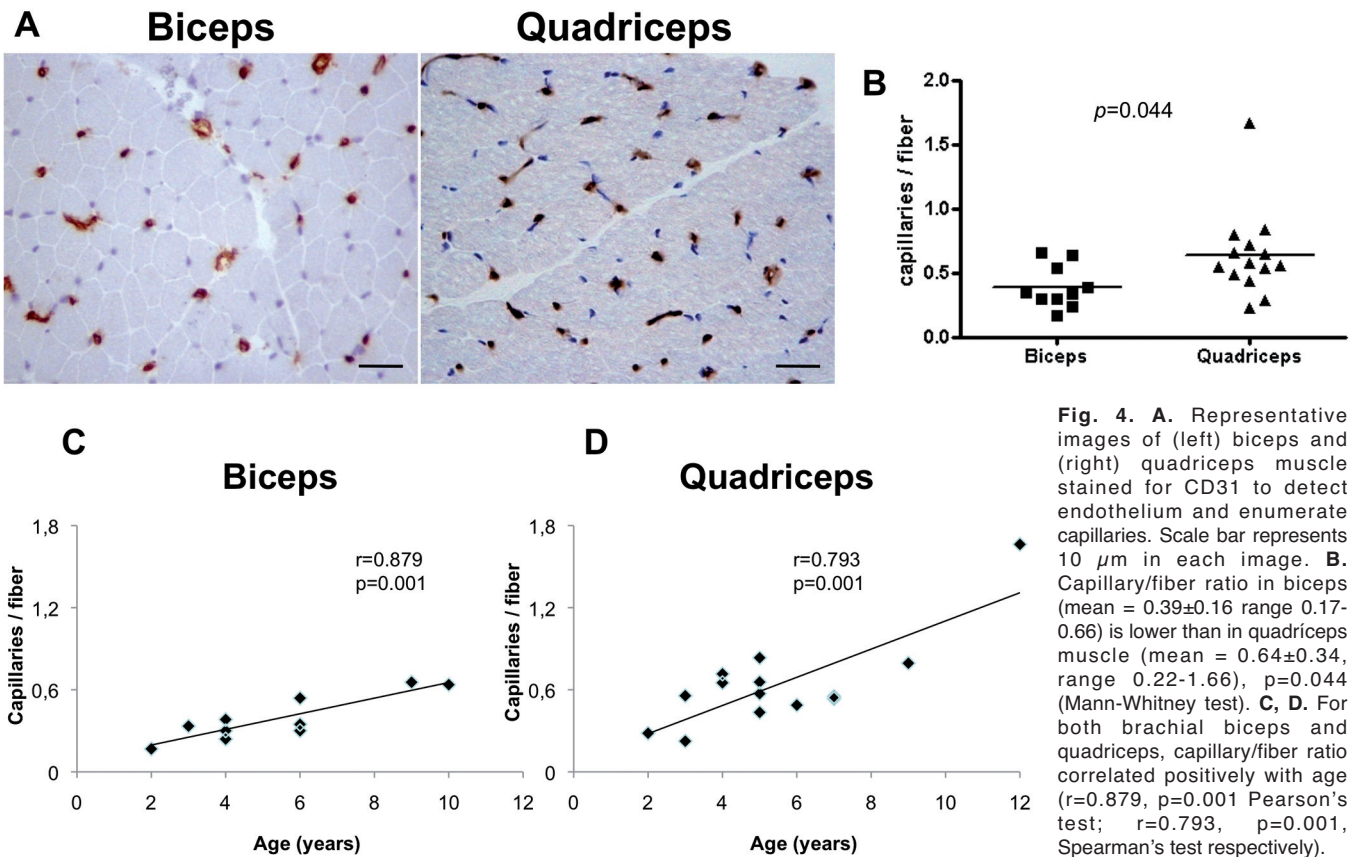 A
Biceps
Quadriceps
B
2.0
1.5
1.0
0.5
0.0
capillaries / fiber
p=0.044
Biceps
Quadriceps
C
Biceps
1,8
1,2
0,6
0
Capillaries / fiber
r=0.879
p=0.001
0 2 4 6 8 10 12
Age (years)
D
Quadriceps
1,8
1,2
0,6
0
Capillaries / fiber
r=0.793
p=0.001
0 2 4 6 8 10 12
Age (years)
Fig. 4. A. Representative
images of (left) biceps and
(right) quadriceps muscle
stained for CD31 to detect
endothelium and enumerate
capillaries. Scale bar represents
10 µm in each image. B.
Capillary/fiber ratio in biceps
(mean = 0.39±0.16 range 0.17-
0.66) is lower than in quadríceps
muscle (mean = 0.64±0.34,
range 0.22-1.66), p=0.044
(Mann-Whitney test). C, D. For
both brachial biceps and
quadriceps, capillary/fiber ratio
correlated positively with age
(r=0.879, p=0.001 Pearson's
test; r=0.793, p=0.001,
Spearman's test respectively).